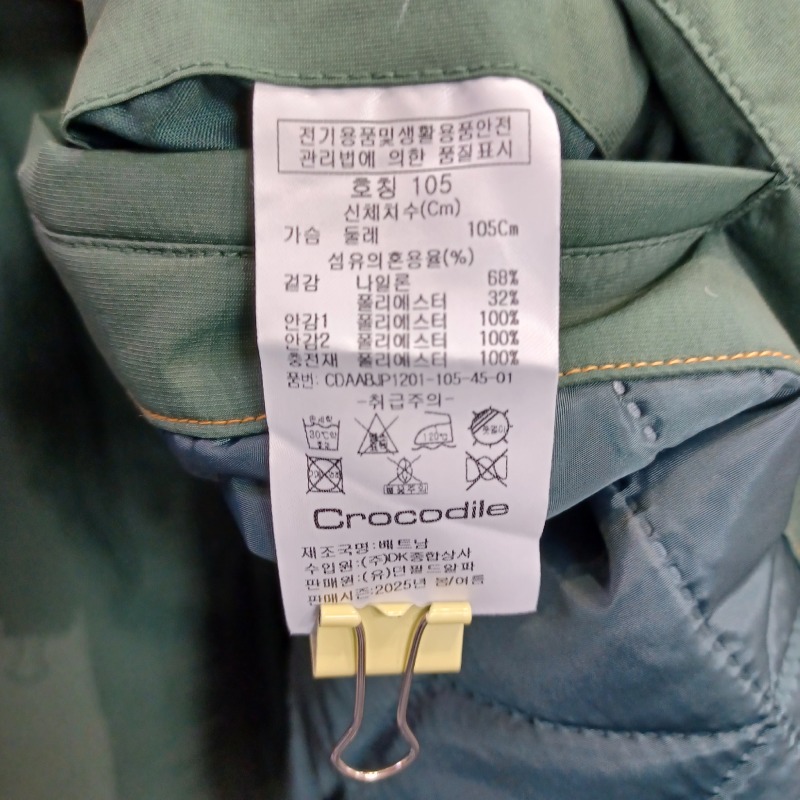 전기용품및생활용품안전
관리법에 의한 품질표시
호칭 105
신체치수(Cm)
가슴 둘레 105Cm
섬유의혼용율(%)
겉감 나일론 68%
폴리에스터 32%
안감1 폴리에스터 100%
안감2 폴리에스터 100%
충전재 폴리에스터 100%
품번: CDAABJP1201-105-45-01
-취급주의-
30℃ 120℃
Crocodile
제조국명:베트남
수입원:(주)DK종합상사
판매원:(유)던필드알파
판매시즌:2025년 봄/여름